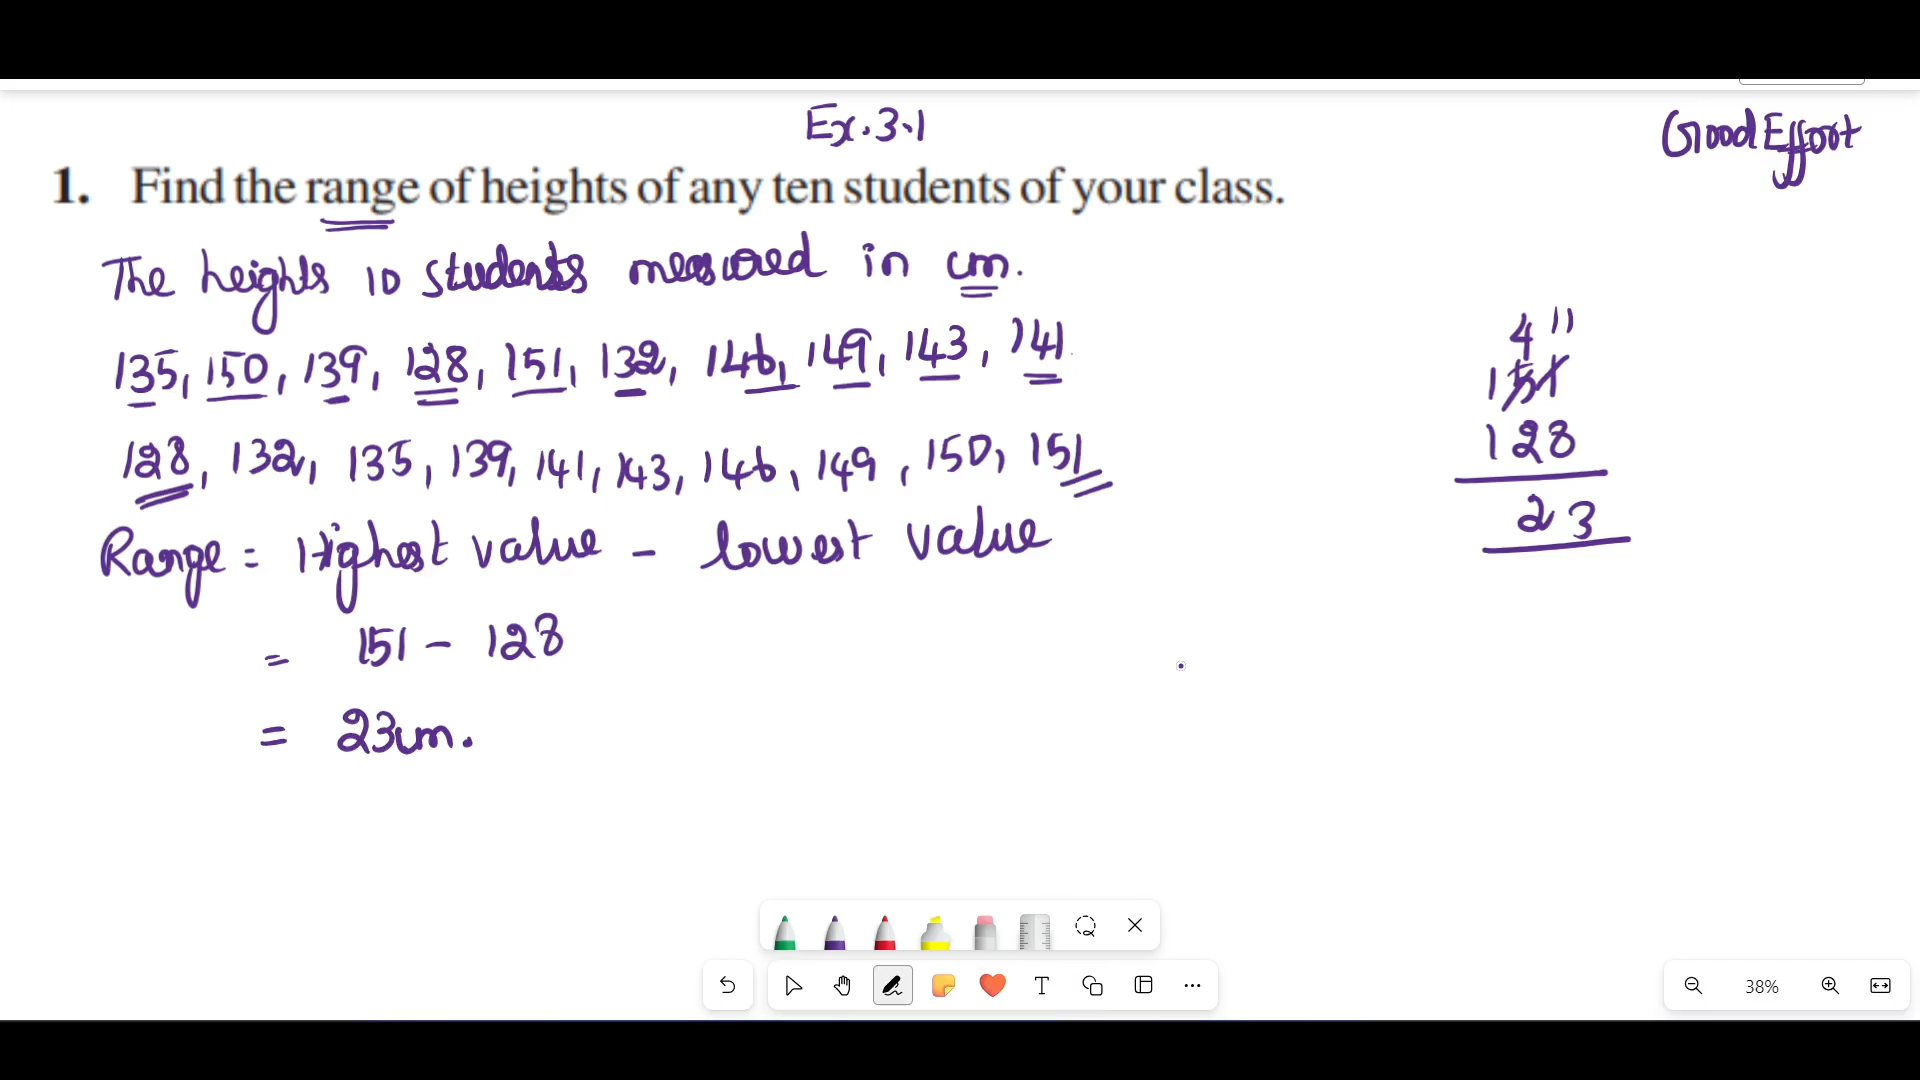 Ex.3.1
Good Effort
1. Find the range of heights of any ten students of your class.
The heights 10 students measured in cm.
135, 150, 139, 128, 151, 132, 146, 149, 143, 141
128, 132, 135, 139, 141, 143, 146, 149, 150, 151
Range = Highest value - lowest value
= 151 - 128
= 23cm.
4 11
151
128
23
38%